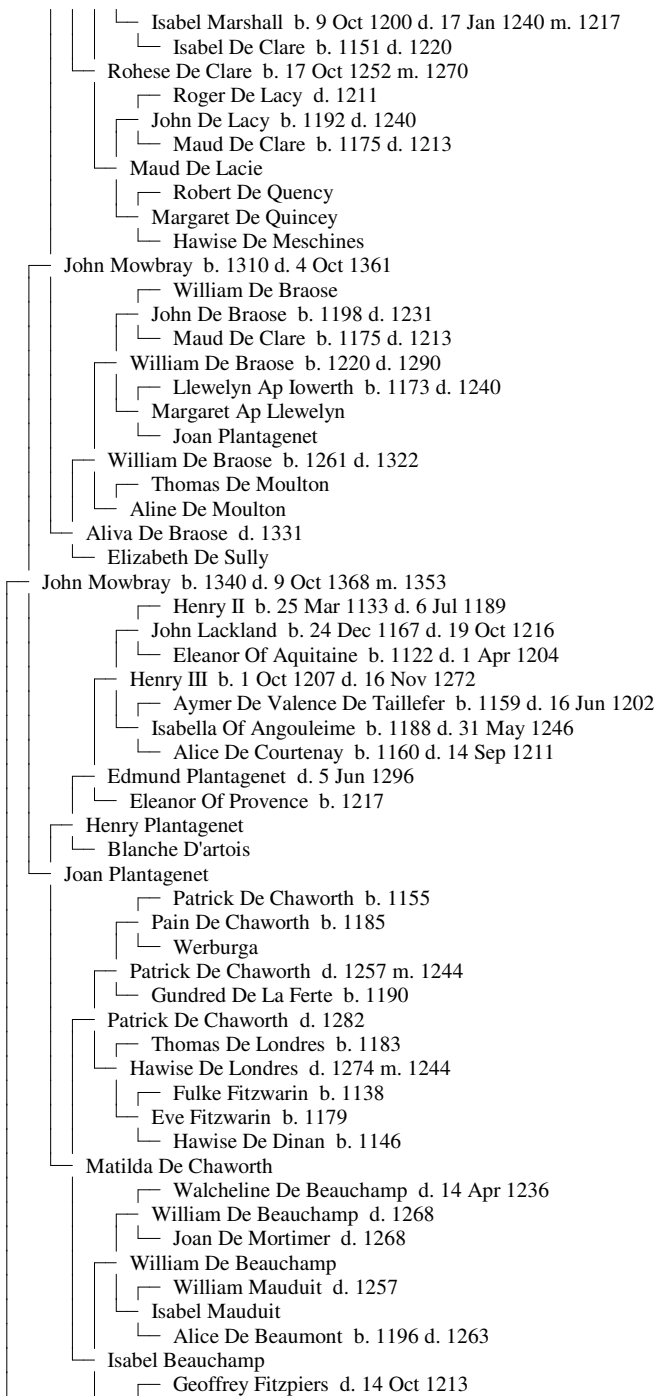 Isabel Marshall b. 9 Oct 1200 d. 17 Jan 1240 m. 1217
Isabel De Clare b. 1151 d. 1220
Rohese De Clare b. 17 Oct 1252 m. 1270
Roger De Lacy d. 1211
John De Lacy b. 1192 d. 1240
Maud De Clare b. 1175 d. 1213
Maud De Lacie
Robert De Quency
Margaret De Quincey
Hawise De Meschines
John Mowbray b. 1310 d. 4 Oct 1361
William De Braose
John De Braose b. 1198 d. 1231
Maud De Clare b. 1175 d. 1213
William De Braose b. 1220 d. 1290
Llewelyn Ap Iowerth b. 1173 d. 1240
Margaret Ap Llewelyn
Joan Plantagenet
William De Braose b. 1261 d. 1322
Thomas De Moulton
Aline De Moulton
Aliva De Braose d. 1331
Elizabeth De Sully
John Mowbray b. 1340 d. 9 Oct 1368 m. 1353
Henry II b. 25 Mar 1133 d. 6 Jul 1189
John Lackland b. 24 Dec 1167 d. 19 Oct 1216
Eleanor Of Aquitaine b. 1122 d. 1 Apr 1204
Henry III b. 1 Oct 1207 d. 16 Nov 1272
Aymer De Valence De Taillefer b. 1159 d. 16 Jun 1202
Isabella Of Angouleime b. 1188 d. 31 May 1246
Alice De Courtenay b. 1160 d. 14 Sep 1211
Edmund Plantagenet d. 5 Jun 1296
Eleanor Of Provence b. 1217
Henry Plantagenet
Blanche D'artois
Joan Plantagenet
Patrick De Chaworth b. 1155
Pain De Chaworth b. 1185
Werburga
Patrick De Chaworth d. 1257 m. 1244
Gundred De La Ferte b. 1190
Patrick De Chaworth d. 1282
Thomas De Londres b. 1183
Hawise De Londres d. 1274 m. 1244
Fulke Fitzwarin b. 1138
Eve Fitzwarin b. 1179
Hawise De Dinan b. 1146
Matilda De Chaworth
Walcheline De Beauchamp d. 14 Apr 1236
William De Beauchamp d. 1268
Joan De Mortimer d. 1268
William De Beauchamp
William Mauduit d. 1257
Isabel Mauduit
Alice De Beaumont b. 1196 d. 1263
Isabel Beauchamp
Geoffrey Fitzpiers d. 14 Oct 1213